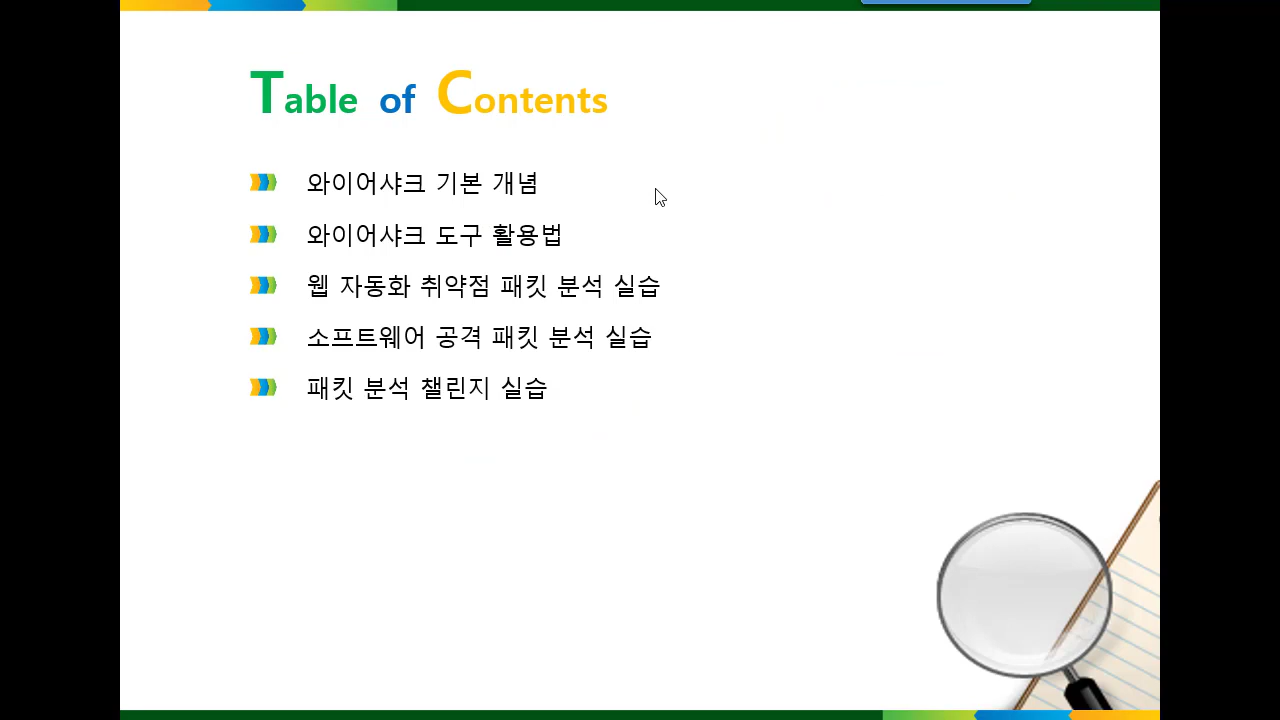 Table of Contents
와이어샤크 기본 개념
와이어샤크 도구 활용법
웹 자동화 취약점 패킷 분석 실습
소프트웨어 공격 패킷 분석 실습
패킷 분석 챌린지 실습